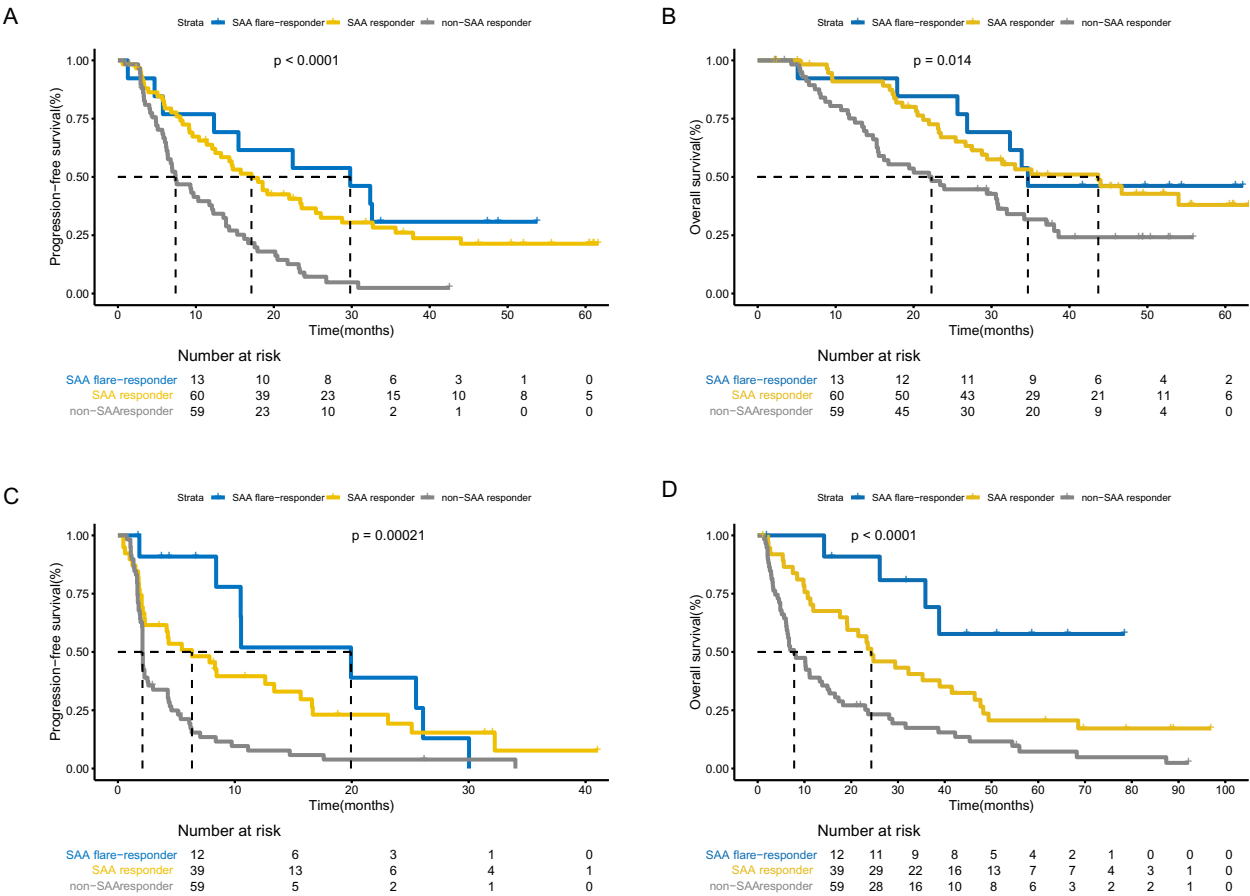 A
Strata SAA flare-responder SAA responder non-SAA responder
p < 0.0001
Progression-free survival(%)
1.00
0.75
0.50
0.25
0.00
0 10 20 30 40 50 60
Time(months)
Number at risk
SAA flare-responder 13 10 8 6 3 1 0
SAA responder 60 39 23 15 10 8 5
non-SAAresponder 59 23 10 2 1 0 0
B
Strata SAA flare-responder SAA responder non-SAA responder
p = 0.014
Overall survival(%)
1.00
0.75
0.50
0.25
0.00
0 10 20 30 40 50 60
Time(months)
Number at risk
SAA flare-responder 13 12 11 9 6 4 2
SAA responder 60 50 43 29 21 11 6
non-SAAresponder 59 45 30 20 9 4 0
C
Strata SAA flare-responder SAA responder non-SAA responder
p = 0.00021
Progression-free survival(%)
1.00
0.75
0.50
0.25
0.00
0 10 20 30 40
Time(months)
Number at risk
SAA flare-responder 12 6 3 1 0
SAA responder 39 13 6 4 1
non-SAAresponder 59 5 2 1 0
D
Strata SAA flare-responder SAA responder non-SAA responder
p < 0.0001
Overall survival(%)
1.00
0.75
0.50
0.25
0.00
0 10 20 30 40 50 60 70 80 90 100
Time(months)
Number at risk
SAA flare-responder 12 11 9 8 5 4 2 1 0 0 0
SAA responder 39 29 22 16 13 7 7 4 3 1 0
non-SAAresponder 59 28 16 10 8 6 3 2 2 0 0